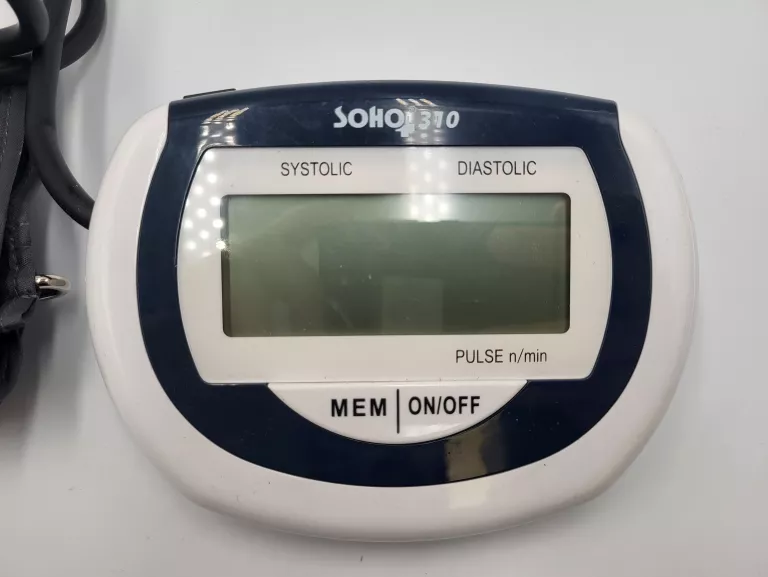 SOHO 310
SYSTOLIC DIASTOLIC
PULSE n/min
MEM | ON/OFF